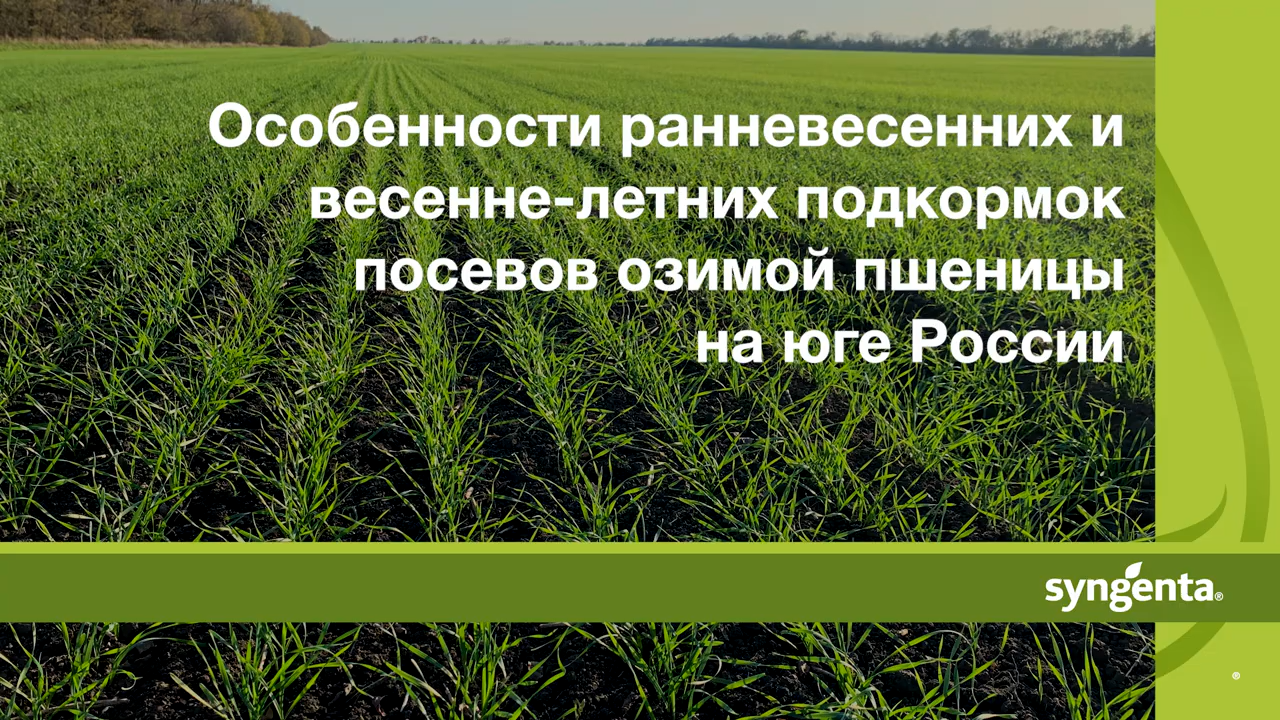 Особенности ранневесенних и
весенне-летних подкормок
посевов озимой пшеницы
на юге России
syngenta®
®